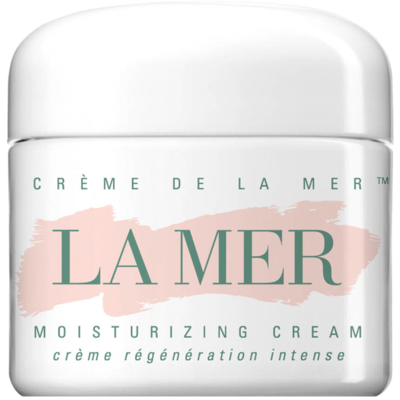 CRÈME DE LA MER™
LA MER
MOISTURIZING CREAM
crème régénération intense